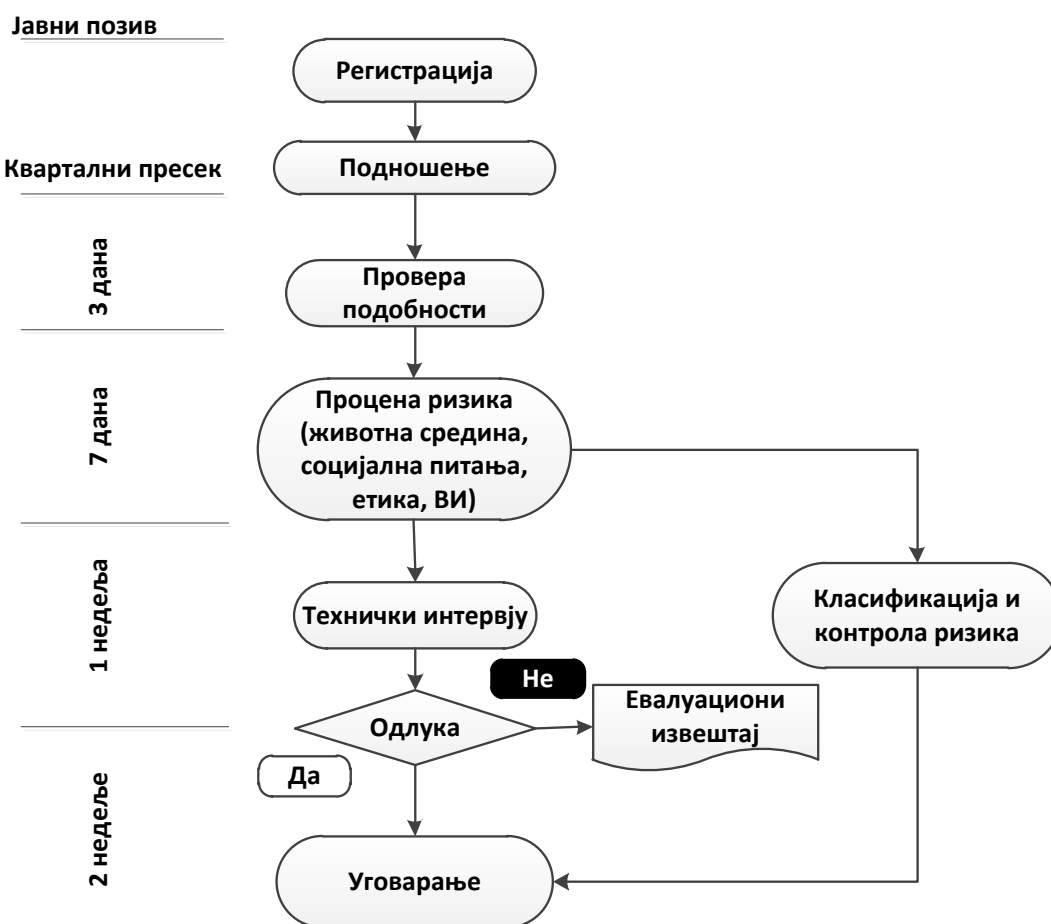 Јавни позив
Регистрација
Квартални пресек
Подношење
3 дана
Провера
подобности
7 дана
Процена ризика
(животна средина,
социјална питања,
етика, ВИ)
1 недеља
Технички интервју
Класификација и
контрола ризика
Не
Евалуациони
извештај
Одлука
Да
2 недеље
Уговарање